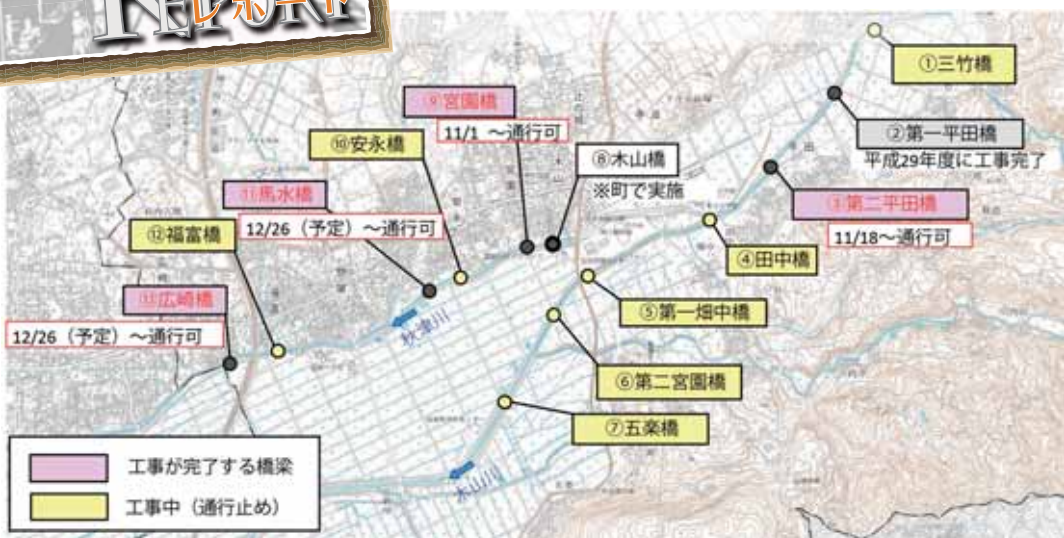 REPORT
レポート
①三竹橋
②第一平田橋
平成29年度に工事完了
③第二平田橋
11/18～通行可
④田中橋
⑤第一畑中橋
⑥第二宮園橋
⑦五楽橋
⑧木山橋
※町で実施
⑨宮園橋
11/1 ～通行可
⑩安永橋
⑪馬水橋
12/26（予定）～通行可
⑫福富橋
⑬広崎橋
12/26（予定）～通行可
秋津川
木山川
工事が完了する橋梁
工事中（通行止め）